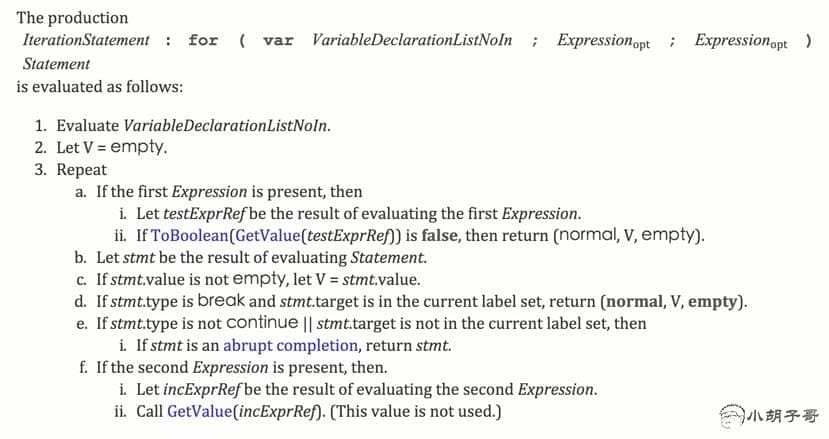 The production
IterationStatement : for ( var VariableDeclarationListNoIn ; Expressionopt ; Expressionopt )
Statement
is evaluated as follows:
1. Evaluate VariableDeclarationListNoIn.
2. Let V = empty.
3. Repeat
a. If the first Expression is present, then
i. Let testExprRef be the result of evaluating the first Expression.
ii. If ToBoolean(GetValue(testExprRef)) is false, then return (normal, V, empty).
b. Let stmt be the result of evaluating Statement.
c. If stmt.value is not empty, let V = stmt.value.
d. If stmt.type is break and stmt.target is in the current label set, return (normal, V, empty).
e. If stmt.type is not continue || stmt.target is not in the current label set, then
i. If stmt is an abrupt completion, return stmt.
f. If the second Expression is present, then.
i. Let incExprRef be the result of evaluating the second Expression.
ii. Call GetValue(incExprRef). (This value is not used.)
小胡子哥